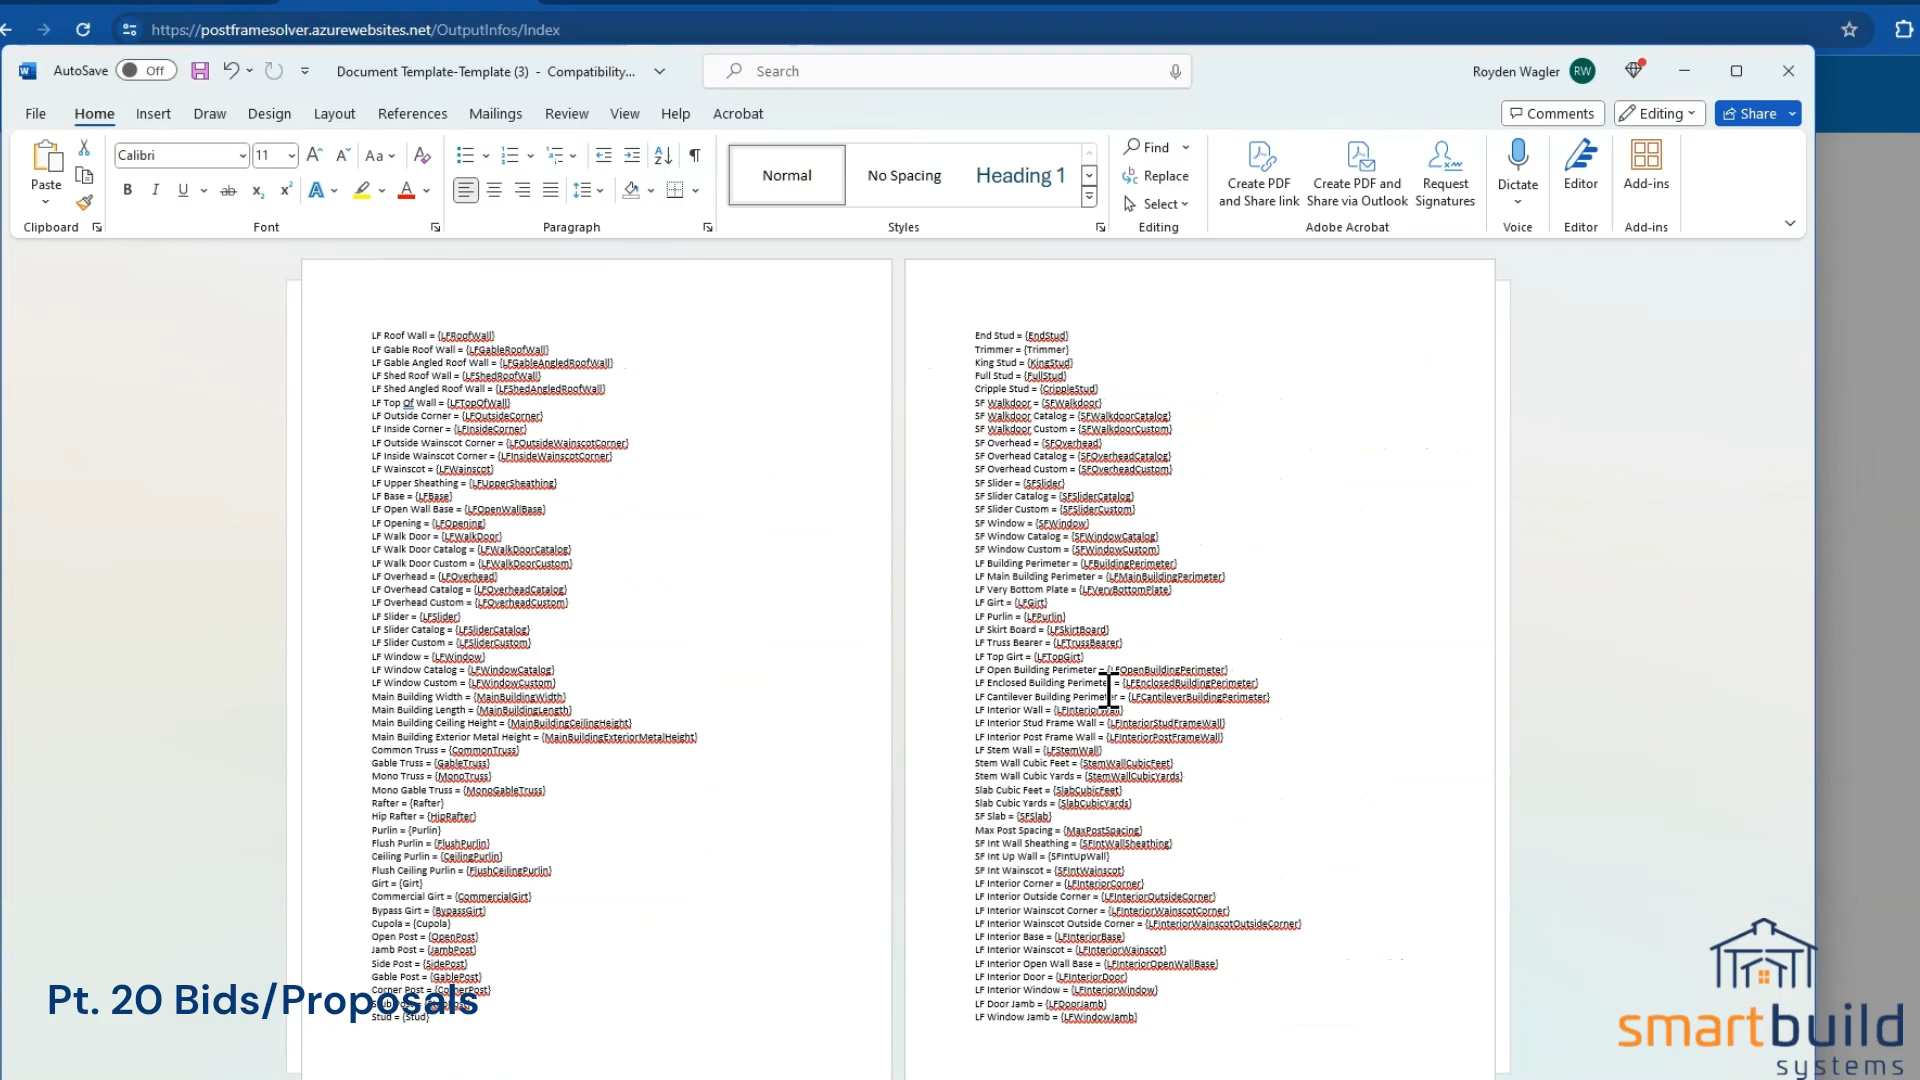 https://postframesolver.azurewebsites.net/OutputInfos/Index
AutoSave Off
Document Template-Template (3) - Compatibility...
Search
Royden Wagler RW
File Home Insert Draw Design Layout References Mailings Review View Help Acrobat
Comments Editing Share
Paste
Clipboard
Calibri 11
Font
Paragraph
Normal No Spacing Heading 1
Styles
Find
Replace
Select
Editing
Create PDF and Share link
Create PDF and Share via Outlook
Request Signatures
Adobe Acrobat
Dictate
Voice
Editor
Editor
Add-ins
Add-ins
LF Roof Wall = {LFRoofWall}
LF Gable Roof Wall = {LFGableRoofWall}
LF Gable Angled Roof Wall = {LFGableAngledRoofWall}
LF Shed Roof Wall = {LFShedRoofWall}
LF Shed Angled Roof Wall = {LFShedAngledRoofWall}
LF Top Of Wall = {LFTopOfWall}
LF Outside Corner = {LFOutsideCorner}
LF Inside Corner = {LFInsideCorner}
LF Outside Wainscot Corner = {LFOutsideWainscotCorner}
LF Inside Wainscot Corner = {LFInsideWainscotCorner}
LF Wainscot = {LFWainscot}
LF Upper Sheathing = {LFUpperSheathing}
LF Base = {LFBase}
LF Open Wall Base = {LFOpenWallBase}
LF Opening = {LFOpening}
LF Walk Door = {LFWalkDoor}
LF Walk Door Catalog = {LFWalkDoorCatalog}
LF Walk Door Custom = {LFWalkDoorCustom}
LF Overhead = {LFOverhead}
LF Overhead Catalog = {LFOverheadCatalog}
LF Overhead Custom = {LFOverheadCustom}
LF Slider = {LFSlider}
LF Slider Catalog = {LFSliderCatalog}
LF Slider Custom = {LFSliderCustom}
LF Window = {LFWindow}
LF Window Catalog = {LFWindowCatalog}
LF Window Custom = {LFWindowCustom}
Main Building Width = {MainBuildingWidth}
Main Building Length = {MainBuildingLength}
Main Building Ceiling Height = {MainBuildingCeilingHeight}
Main Building Exterior Metal Height = {MainBuildingExteriorMetalHeight}
Common Truss = {CommonTruss}
Gable Truss = {GableTruss}
Mono Truss = {MonoTruss}
Mono Gable Truss = {MonoGableTruss}
Rafter = {Rafter}
Hip Rafter = {HipRafter}
Purlin = {Purlin}
Flush Purlin = {FlushPurlin}
Ceiling Purlin = {CeilingPurlin}
Flush Ceiling Purlin = {FlushCeilingPurlin}
Girt = {Girt}
Commercial Girt = {CommercialGirt}
Bypass Girt = {BypassGirt}
Cupola = {Cupola}
Open Post = {OpenPost}
Jamb Post = {JambPost}
Side Post = {SidePost}
Gable Post = {GablePost}
Corner Post = {CornerPost}
Stud = {Stud}
End Stud = {EndStud}
Trimmer = {Trimmer}
King Stud = {KingStud}
Full Stud = {FullStud}
Cripple Stud = {CrippleStud}
SF Walkdoor = {SFWalkdoor}
SF Walkdoor Catalog = {SFWalkdoorCatalog}
SF Walkdoor Custom = {SFWalkdoorCustom}
SF Overhead = {SFOverhead}
SF Overhead Catalog = {SFOverheadCatalog}
SF Overhead Custom = {SFOverheadCustom}
SF Slider = {SFSlider}
SF Slider Catalog = {SFSliderCatalog}
SF Slider Custom = {SFSliderCustom}
SF Window = {SFWindow}
SF Window Catalog = {SFWindowCatalog}
SF Window Custom = {SFWindowCustom}
LF Building Perimeter = {LFBuildingPerimeter}
LF Main Building Perimeter = {LFMainBuildingPerimeter}
LF Very Bottom Plate = {LFVeryBottomPlate}
LF Girt = {LFGirt}
LF Purlin = {LFPurlin}
LF Skirt Board = {LFSkirtBoard}
LF Truss Bearer = {LFTrussBearer}
LF Top Girt = {LFTopGirt}
LF Open Building Perimeter = {LFOpenBuildingPerimeter}
LF Enclosed Building Perimeter = {LFEnclosedBuildingPerimeter}
LF Cantilever Building Perimeter = {LFCantileverBuildingPerimeter}
LF Interior Wall = {LFInteriorWall}
LF Interior Stud Frame Wall = {LFInteriorStudFrameWall}
LF Interior Post Frame Wall = {LFInteriorPostFrameWall}
LF Stem Wall = {LFStemWall}
Stem Wall Cubic Feet = {StemWallCubicFeet}
Stem Wall Cubic Yards = {StemWallCubicYards}
Slab Cubic Feet = {SlabCubicFeet}
Slab Cubic Yards = {SlabCubicYards}
SF Slab = {SFSlab}
Max Post Spacing = {MaxPostSpacing}
SF Int Wall Sheathing = {SFIntWallSheathing}
SF Int Up Wall = {SFIntUpWall}
SF Int Wainscot = {SFIntWainscot}
LF Interior Corner = {LFInteriorCorner}
LF Interior Outside Corner = {LFInteriorOutsideCorner}
LF Interior Wainscot Corner = {LFInteriorWainscotCorner}
LF Interior Wainscot Outside Corner = {LFInteriorWainscotOutsideCorner}
LF Interior Base = {LFInteriorBase}
LF Interior Wainscot = {LFInteriorWainscot}
LF Interior Open Wall Base = {LFInteriorOpenWallBase}
LF Interior Door = {LFInteriorDoor}
LF Interior Window = {LFInteriorWindow}
LF Door Jamb = {LFDoorJamb}
LF Window Jamb = {LFWindowJamb}
Pt. 20 Bids/Proposals
smartbuild
systems